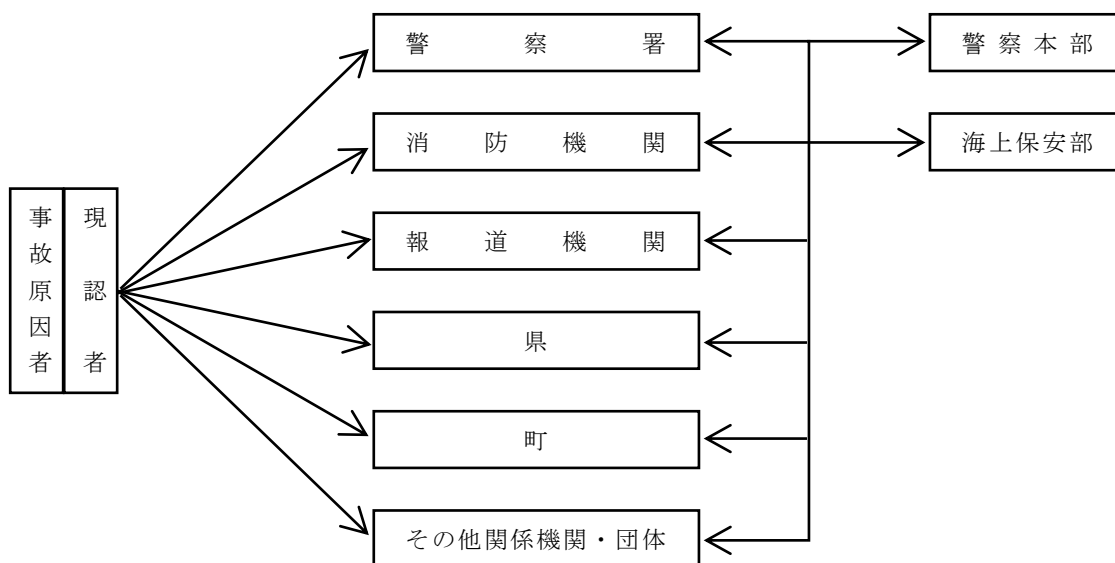 事故原因者
現認者
警察署
消防機関
報道機関
県
町
その他関係機関・団体
警察本部
海上保安部